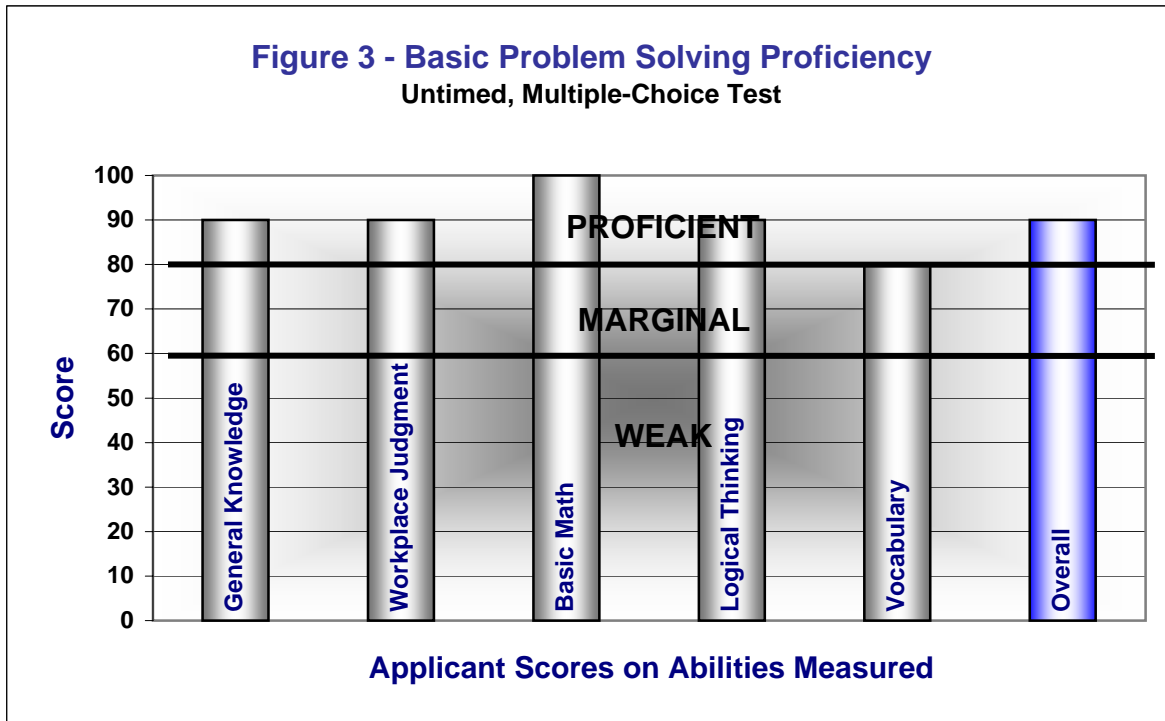 Figure 3 - Basic Problem Solving Proficiency
Untimed, Multiple-Choice Test
100
90
80
70
60
50
40
30
20
10
0
Score
PROFICIENT
MARGINAL
WEAK
General Knowledge
Workplace Judgment
Basic Math
Logical Thinking
Vocabulary
Overall
Applicant Scores on Abilities Measured